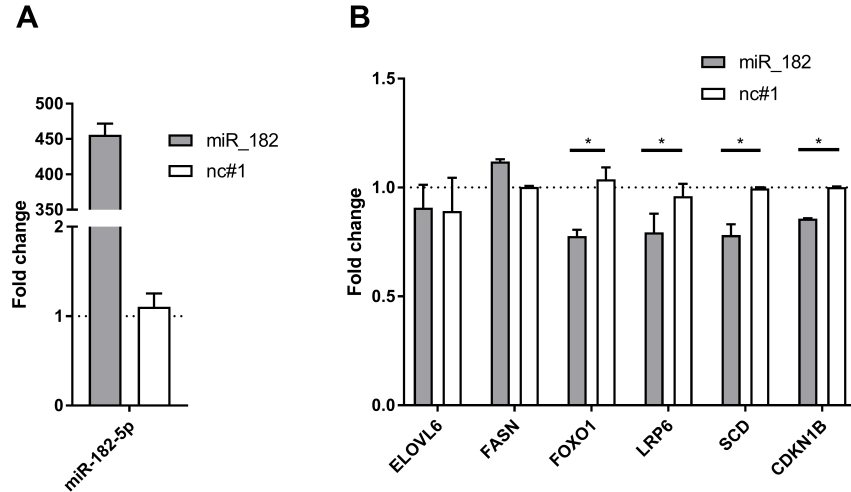 A
Fold change
500
450
400
350
2
1
0
miR_182
nc#1
miR-182-5p
B
Fold change
1.5
1.0
0.5
0.0
miR_182
nc#1
*
*
*
*
ELOVL6
FASN
FOXO1
LRP6
SCD
CDKN1B